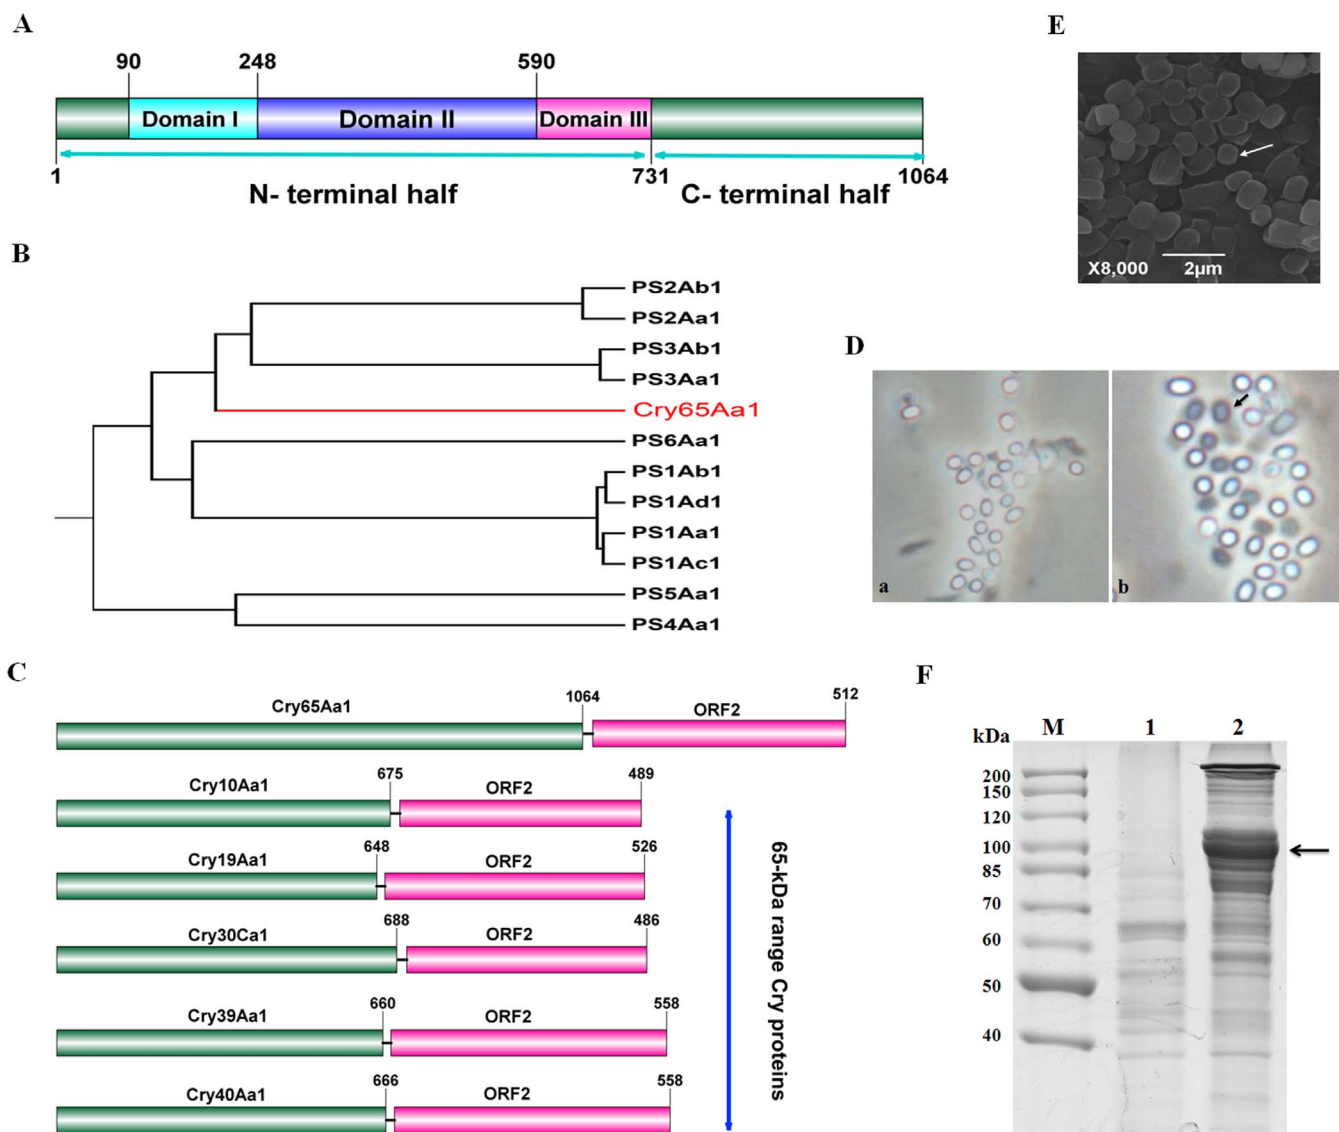 A
90 248 590
Domain I Domain II Domain III
1 731 1064
N- terminal half C- terminal half
B
PS2Ab1
PS2Aa1
PS3Ab1
PS3Aa1
Cry65Aa1
PS6Aa1
PS1Ab1
PS1Ad1
PS1Aa1
PS1Ac1
PS5Aa1
PS4Aa1
C
Cry65Aa1 1064 ORF2 512
Cry10Aa1 675 ORF2 489
Cry19Aa1 648 ORF2 526
Cry30Ca1 688 ORF2 486
Cry39Aa1 660 ORF2 558
Cry40Aa1 666 ORF2 558
65-kDa range Cry proteins
E
X8,000 2µm
D
a b
F
kDa M 1 2
200
150
120
100
85
70
60
50
40